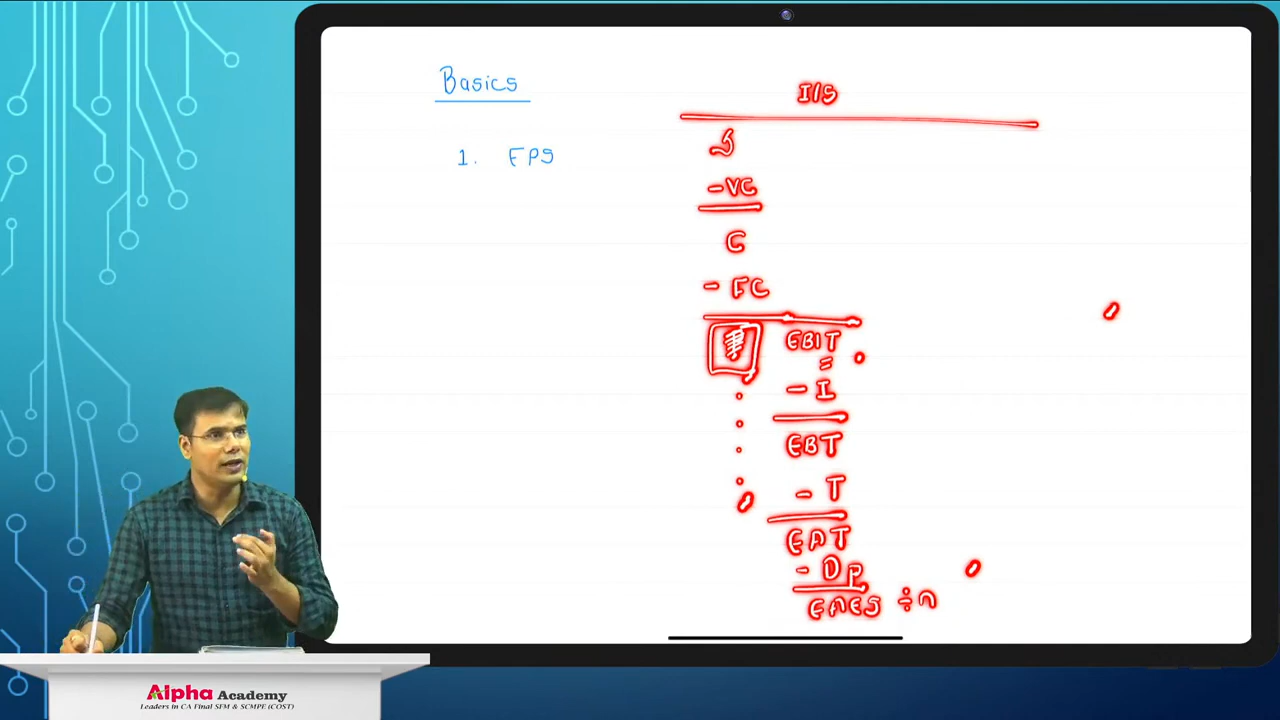 Basics
1. EPS
I/S
S
-VC
C
- FC
EBIT
=
- I
EBT
- T
EAT
- Dp
EAES ÷n
Alpha Academy
Leaders in CA Final SFM & SCMPE (COST)